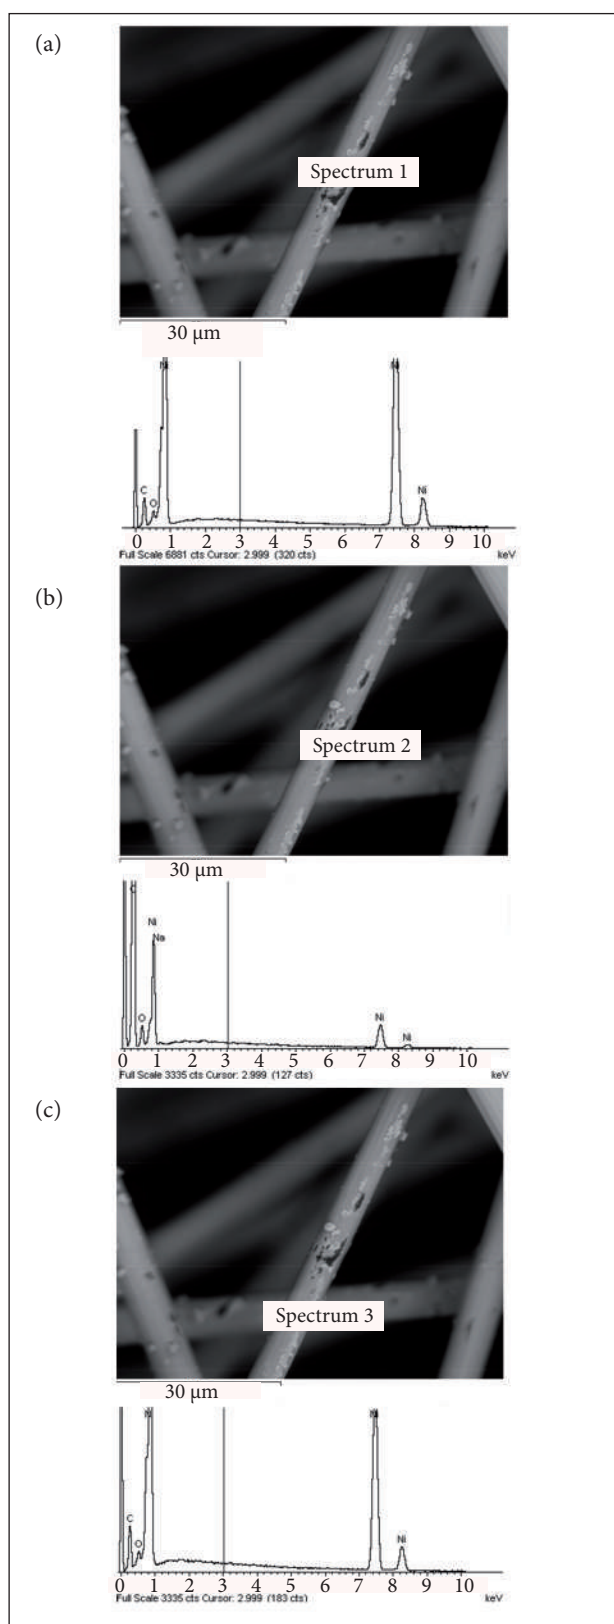 (a)
Spectrum 1
30 µm
Ni
Ni
C
O
Ni
0 1 2 3 4 5 6 7 8 9 10
Full Scale 6881 cts Cursor: 2.999 (320 cts) keV
(b)
Spectrum 2
30 µm
C
Ni
Na
O
Ni
Ni
0 1 2 3 4 5 6 7 8 9 10
Full Scale 3335 cts Cursor: 2.999 (127 cts) keV
(c)
Spectrum 3
30 µm
Ni
Ni
C
O
Ni
0 1 2 3 4 5 6 7 8 9 10
Full Scale 3335 cts Cursor: 2.999 (183 cts) keV